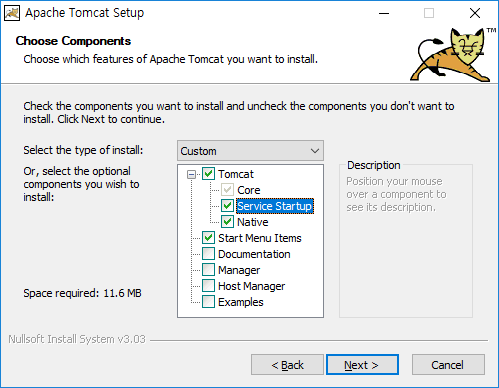 Apache Tomcat Setup
Choose Components
Choose which features of Apache Tomcat you want to install.
TM
Check the components you want to install and uncheck the components you don't want to
install. Click Next to continue.
Select the type of install:
Custom
Or, select the optional
components you wish to
install:
Tomcat
Core
Service Startup
Native
Start Menu Items
Documentation
Manager
Host Manager
Examples
Description
Position your mouse
over a component to
see its description.
Space required: 11.6 MB
Nullsoft Install System v3.03
< Back
Next >
Cancel